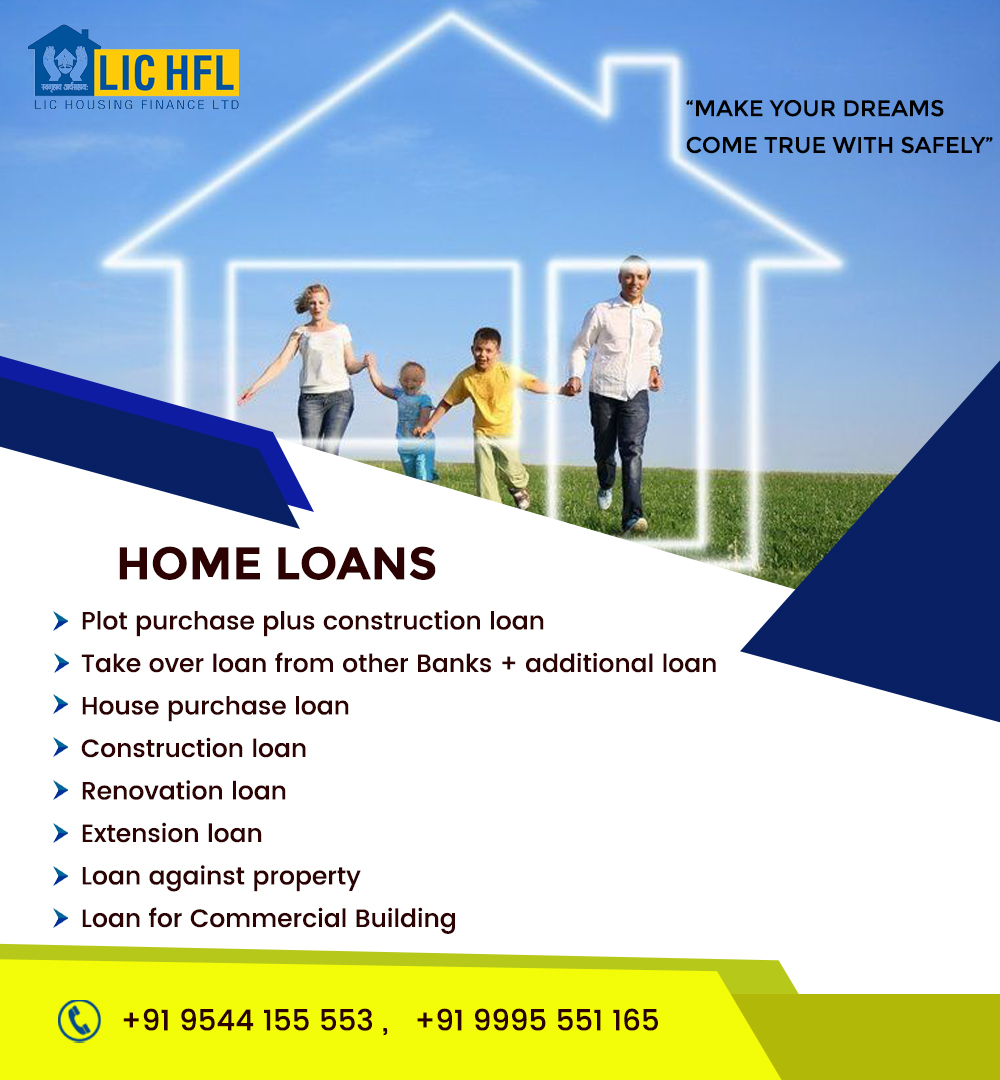 LIC HFL
LIC HOUSING FINANCE LTD
“MAKE YOUR DREAMS
COME TRUE WITH SAFELY”
HOME LOANS
Plot purchase plus construction loan
Take over loan from other Banks + additional loan
House purchase loan
Construction loan
Renovation loan
Extension loan
Loan against property
Loan for Commercial Building
+91 9544 155 553 , +91 9995 551 165